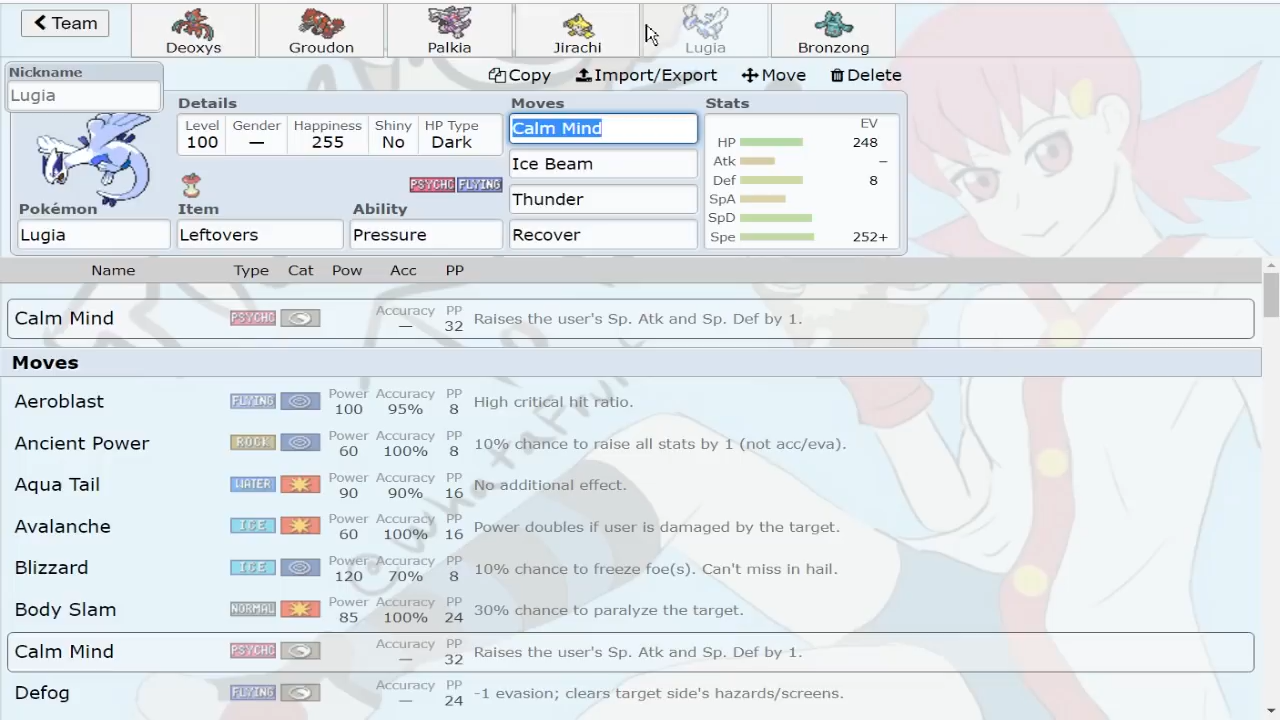 Team
Deoxys
Groudon
Palkia
Jirachi
Lugia
Bronzong
Copy
Import/Export
Move
Delete
Nickname
Lugia
Details
Level
100
Gender
—
Happiness
255
Shiny
No
HP Type
Dark
PSYCHC FLYING
Pokémon
Lugia
Item
Leftovers
Ability
Pressure
Moves
Calm Mind
Ice Beam
Thunder
Recover
Stats
EV
HP 248
Atk –
Def 8
SpA
SpD
Spe 252+
Name Type Cat Pow Acc PP
Calm Mind PSYCHC Accuracy — PP 32 Raises the user's Sp. Atk and Sp. Def by 1.
Moves
Aeroblast FLYING Power 100 Accuracy 95% PP 8 High critical hit ratio.
Ancient Power ROCK Power 60 Accuracy 100% PP 8 10% chance to raise all stats by 1 (not acc/eva).
Aqua Tail WATER Power 90 Accuracy 90% PP 16 No additional effect.
Avalanche ICE Power 60 Accuracy 100% PP 16 Power doubles if user is damaged by the target.
Blizzard ICE Power 120 Accuracy 70% PP 8 10% chance to freeze foe(s). Can't miss in hail.
Body Slam NORMAL Power 85 Accuracy 100% PP 24 30% chance to paralyze the target.
Calm Mind PSYCHC Accuracy — PP 32 Raises the user's Sp. Atk and Sp. Def by 1.
Defog FLYING Accuracy — PP 24 -1 evasion; clears target side's hazards/screens.